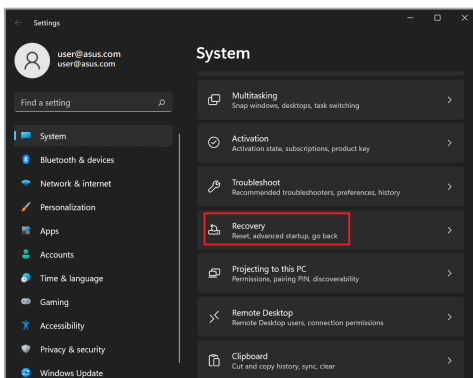 Settings
user@asus.com
user@asus.com
Find a setting
System
Bluetooth & devices
Network & internet
Personalization
Apps
Accounts
Time & language
Gaming
Accessibility
Privacy & security
Windows Update
System
Multitasking
Snap windows, desktops, task switching
Activation
Activation state, subscriptions, product key
Troubleshoot
Recommended troubleshooters, preferences, history
Recovery
Reset, advanced startup, go back
Projecting to this PC
Permissions, pairing PIN, discoverability
Remote Desktop
Remote Desktop users, connection permissions
Clipboard
Cut and copy history, sync, clear